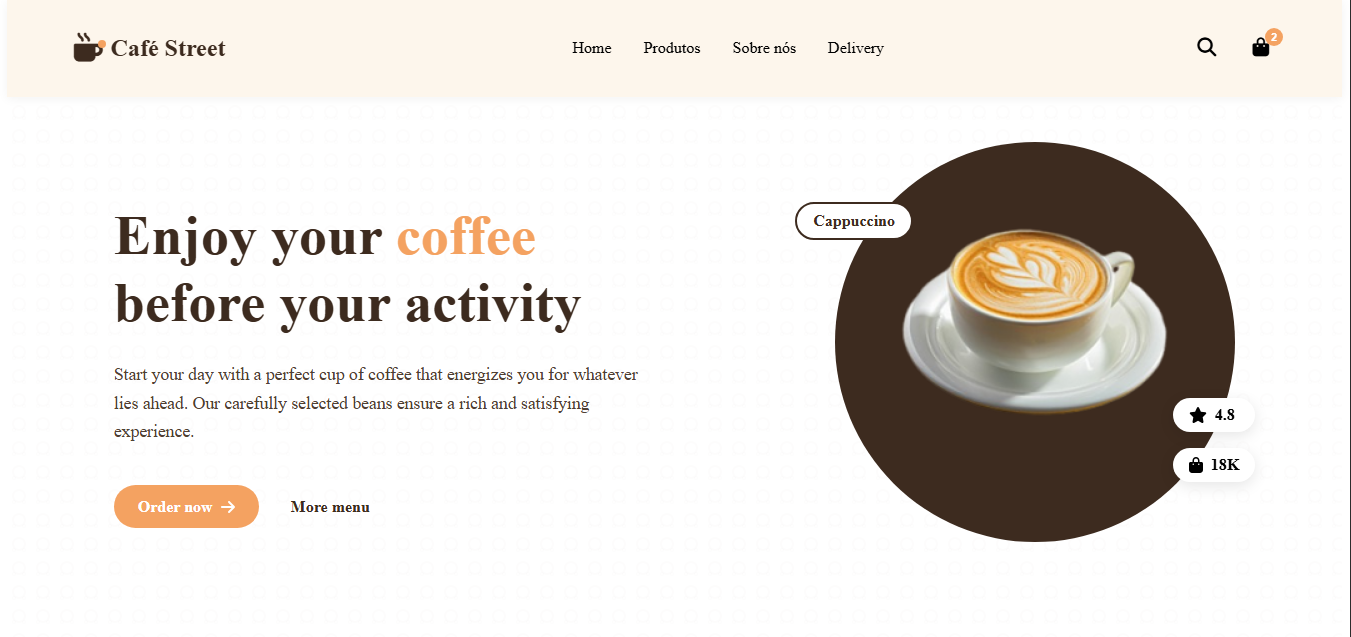 Café Street
Home
Produtos
Sobre nós
Delivery
2
Enjoy your coffee
before your activity
Start your day with a perfect cup of coffee that energizes you for whatever
lies ahead. Our carefully selected beans ensure a rich and satisfying
experience.
Order now
More menu
Cappuccino
4.8
18K